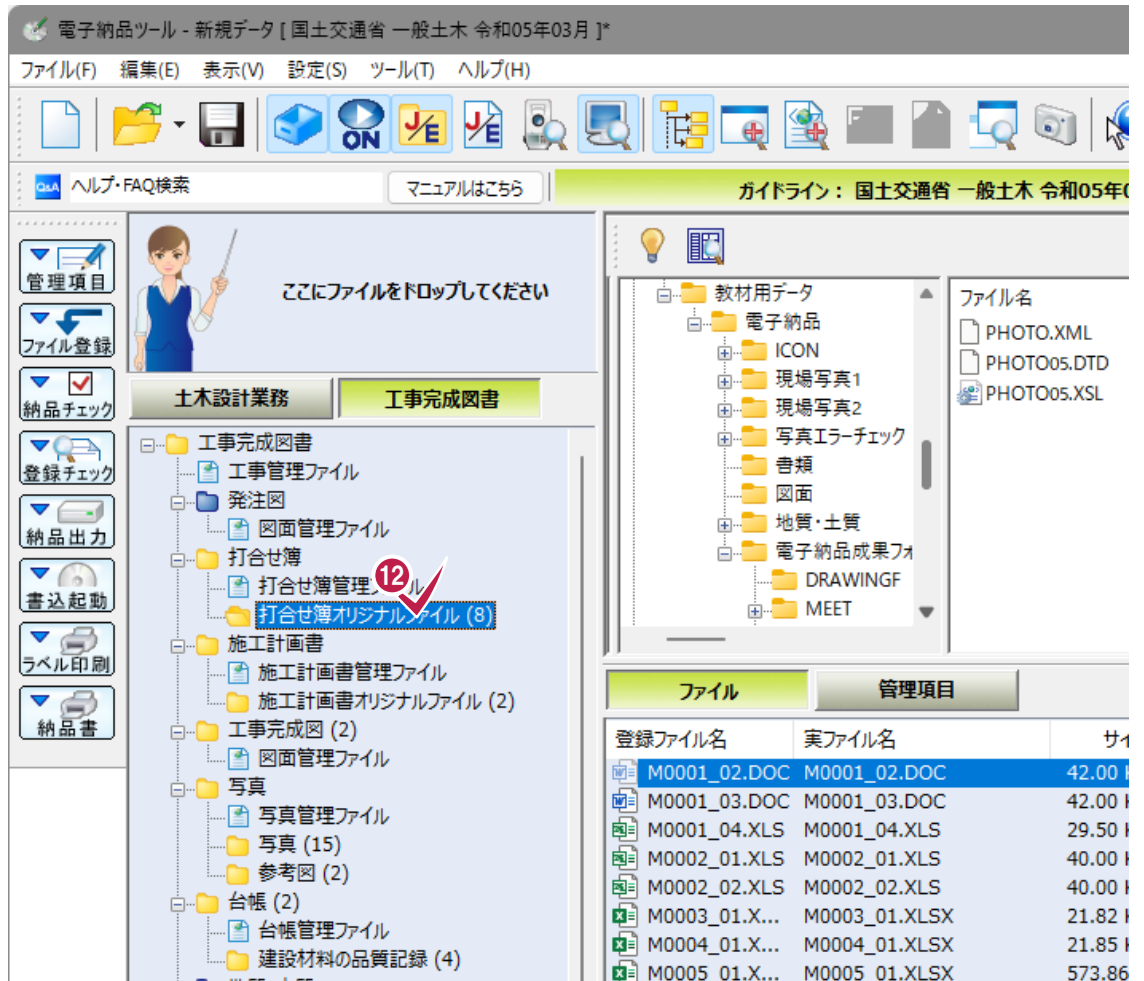 電子納品ツール - 新規データ [ 国土交通省 一般土木 令和05年03月 ]*
ファイル(F) 編集(E) 表示(V) 設定(S) ツール(T) ヘルプ(H)
ON J/E J/E
Q&A ヘルプ・FAQ検索 マニュアルはこちら ガイドライン : 国土交通省 一般土木 令和05年
管理項目
ファイル登録
納品チェック
登録チェック
納品出力
書込起動
ラベル印刷
納品書
ここにファイルをドロップしてください
土木設計業務 工事完成図書
工事完成図書
工事管理ファイル
発注図
図面管理ファイル
打合せ簿
打合せ簿管理ファイル
12
打合せ簿オリジナルファイル (8)
施工計画書
施工計画書管理ファイル
施工計画書オリジナルファイル (2)
工事完成図 (2)
図面管理ファイル
写真
写真管理ファイル
写真 (15)
参考図 (2)
台帳 (2)
台帳管理ファイル
建設材料の品質記録 (4)
教材用データ
電子納品
ICON
現場写真1
現場写真2
写真エラーチェック
書類
図面
地質・土質
電子納品成果フォ
DRAWINGF
MEET
ファイル名
PHOTO.XML
PHOTO05.DTD
PHOTO05.XSL
ファイル 管理項目
登録ファイル名 実ファイル名 サイ
M0001_02.DOC M0001_02.DOC 42.00
M0001_03.DOC M0001_03.DOC 42.00
M0001_04.XLS M0001_04.XLS 29.50
M0002_01.XLS M0002_01.XLS 40.00
M0002_02.XLS M0002_02.XLS 40.00
M0003_01.X... M0003_01.XLSX 21.82
M0004_01.X... M0004_01.XLSX 21.85
M0005_01.X... M0005_01.XLSX 573.86